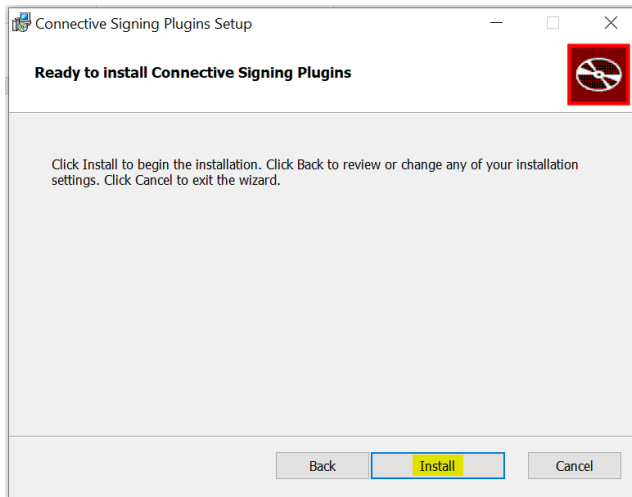 Connective Signing Plugins Setup
Ready to install Connective Signing Plugins
Click Install to begin the installation. Click Back to review or change any of your installation
settings. Click Cancel to exit the wizard.
Back
Install
Cancel